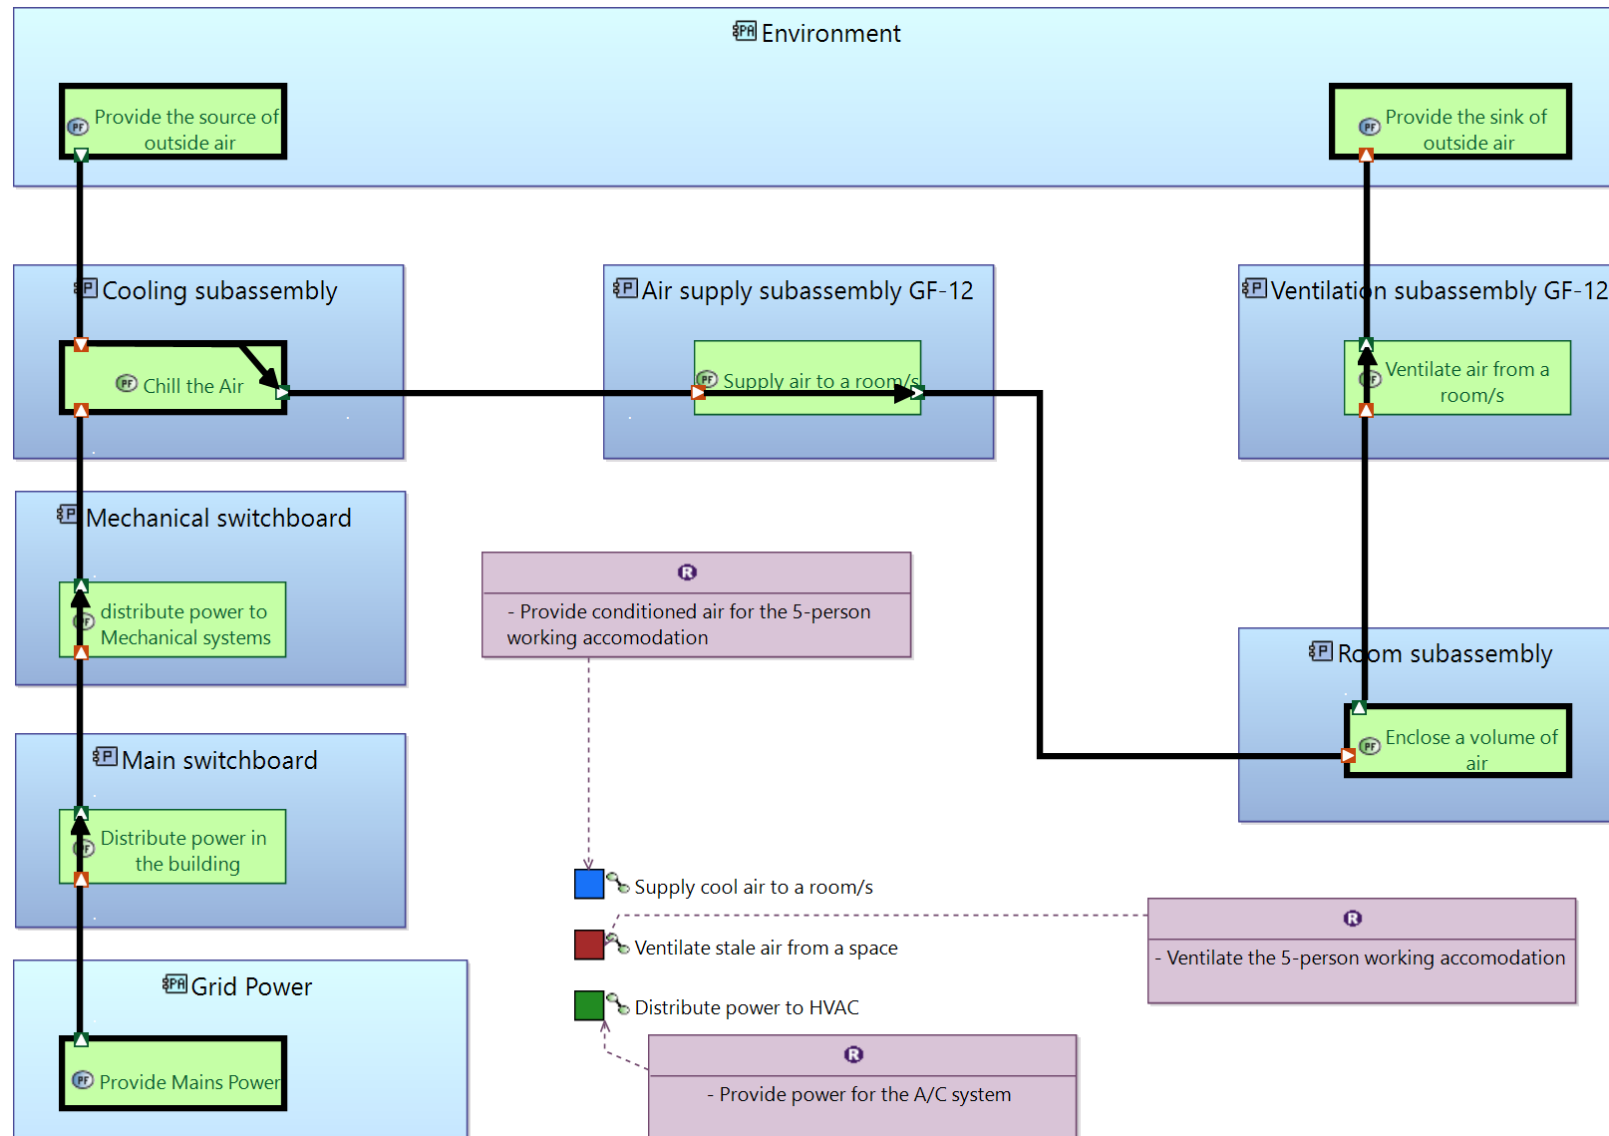 Environment
Provide the source of
outside air
Provide the sink of
outside air
Cooling subassembly
Air supply subassembly GF-12
Ventilation subassembly GF-12
Chill the Air
Supply air to a room/s
Ventilate air from a
room/s
Mechanical switchboard
distribute power to
Mechanical systems
R
- Provide conditioned air for the 5-person
working accomodation
Room subassembly
Enclose a volume of
air
Main switchboard
Distribute power in
the building
Supply cool air to a room/s
Ventilate stale air from a space
Distribute power to HVAC
R
- Ventilate the 5-person working accomodation
Grid Power
Provide Mains Power
R
- Provide power for the A/C system